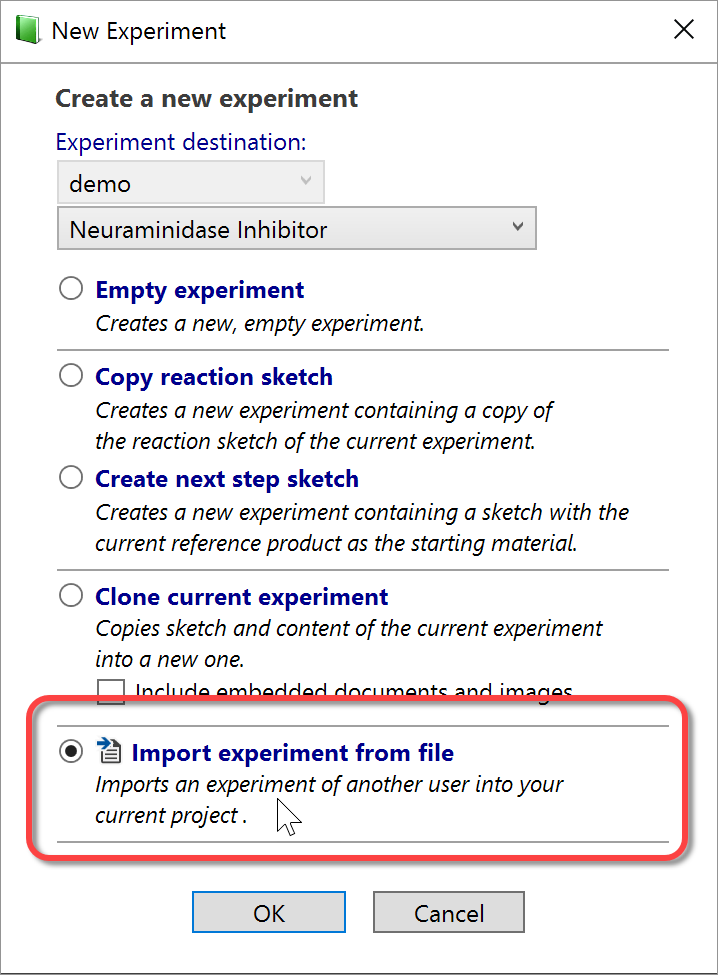 New Experiment
Create a new experiment
Experiment destination:
demo
Neuraminidase Inhibitor
Empty experiment
Creates a new, empty experiment.
Copy reaction sketch
Creates a new experiment containing a copy of
the reaction sketch of the current experiment.
Create next step sketch
Creates a new experiment containing a sketch with the
current reference product as the starting material.
Clone current experiment
Copies sketch and content of the current experiment
into a new one.
Include embedded documents and images
Import experiment from file
Imports an experiment of another user into your
current project .
OK
Cancel